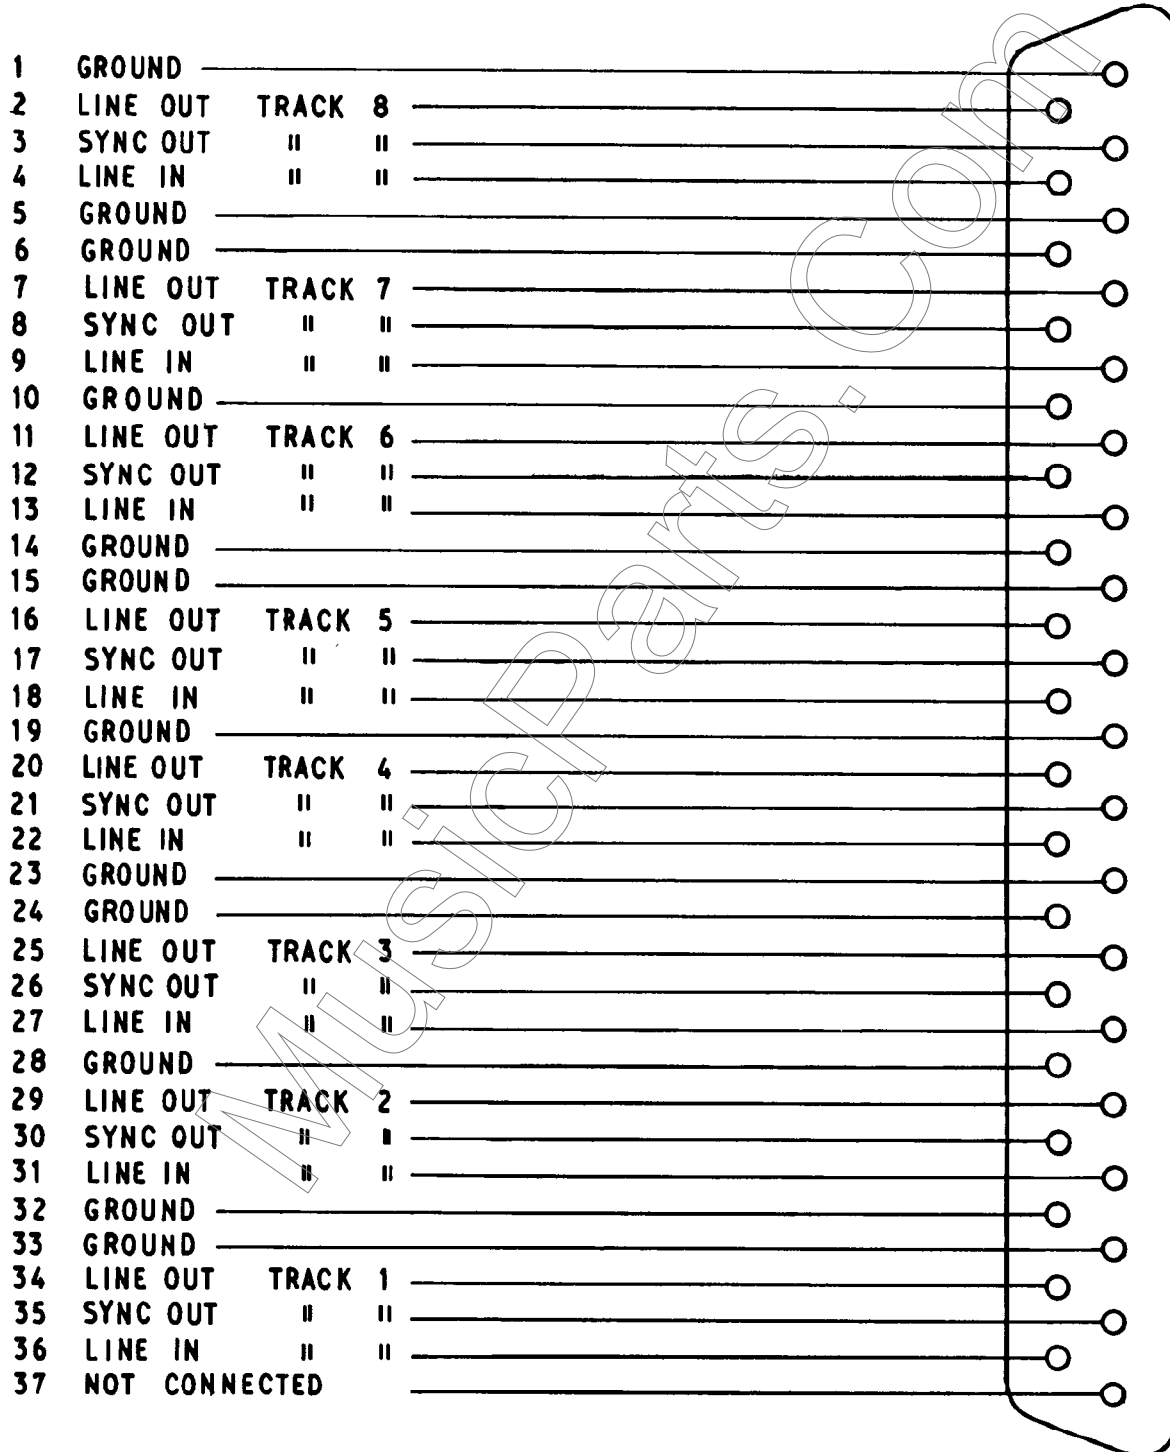 1 GROUND
2 LINE OUT TRACK 8
3 SYNC OUT " "
4 LINE IN " "
5 GROUND
6 GROUND
7 LINE OUT TRACK 7
8 SYNC OUT " "
9 LINE IN " "
10 GROUND
11 LINE OUT TRACK 6
12 SYNC OUT " "
13 LINE IN " "
14 GROUND
15 GROUND
16 LINE OUT TRACK 5
17 SYNC OUT " "
18 LINE IN " "
19 GROUND
20 LINE OUT TRACK 4
21 SYNC OUT " "
22 LINE IN " "
23 GROUND
24 GROUND
25 LINE OUT TRACK 3
26 SYNC OUT " "
27 LINE IN " "
28 GROUND
29 LINE OUT TRACK 2
30 SYNC OUT " "
31 LINE IN " "
32 GROUND
33 GROUND
34 LINE OUT TRACK 1
35 SYNC OUT " "
36 LINE IN " "
37 NOT CONNECTED
MusicParts.Com